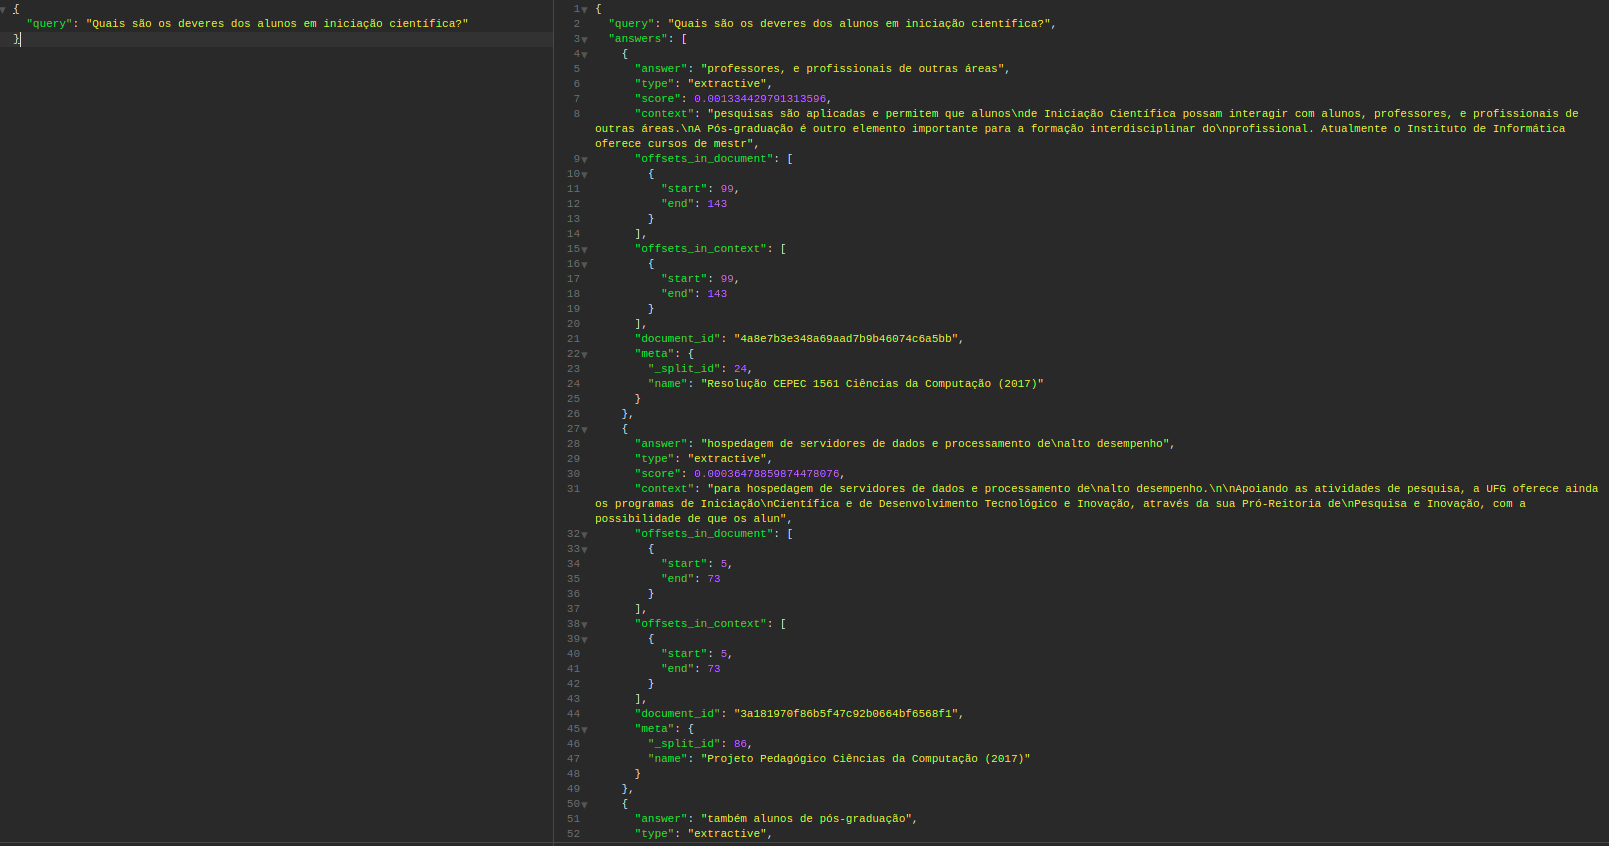 {
"query": "Quais são os deveres dos alunos em iniciação científica?"
}
1 {
2 "query": "Quais são os deveres dos alunos em iniciação científica?",
3 "answers": [
4 {
5 "answer": "professores, e profissionais de outras áreas",
6 "type": "extractive",
7 "score": 0.001334429791313596,
8 "context": "pesquisas são aplicadas e permitem que alunos\nde Iniciação Científica possam interagir com alunos, professores, e profissionais de
outras áreas.\nA Pós-graduação é outro elemento importante para a formação interdisciplinar do\nprofissional. Atualmente o Instituto de Informática
oferece cursos de mestr",
9 "offsets_in_document": [
10 {
11 "start": 99,
12 "end": 143
13 }
14 ],
15 "offsets_in_context": [
16 {
17 "start": 99,
18 "end": 143
19 }
20 ],
21 "document_id": "4a8e7b3e348a69aad7b9b46074c6a5bb",
22 "meta": {
23 "_split_id": 24,
24 "name": "Resolução CEPEC 1561 Ciências da Computação (2017)"
25 }
26 },
27 {
28 "answer": "hospedagem de servidores de dados e processamento de\nalto desempenho",
29 "type": "extractive",
30 "score": 0.00036478859874478076,
31 "context": "para hospedagem de servidores de dados e processamento de\nalto desempenho.\n\nApoiando as atividades de pesquisa, a UFG oferece ainda
os programas de Iniciação\nCientífica e de Desenvolvimento Tecnológico e Inovação, através da sua Pró-Reitoria de\nPesquisa e Inovação, com a
possibilidade de que os alun",
32 "offsets_in_document": [
33 {
34 "start": 5,
35 "end": 73
36 }
37 ],
38 "offsets_in_context": [
39 {
40 "start": 5,
41 "end": 73
42 }
43 ],
44 "document_id": "3a181970f86b5f47c92b0664bf6568f1",
45 "meta": {
46 "_split_id": 86,
47 "name": "Projeto Pedagógico Ciências da Computação (2017)"
48 }
49 },
50 {
51 "answer": "também alunos de pós-graduação",
52 "type": "extractive",